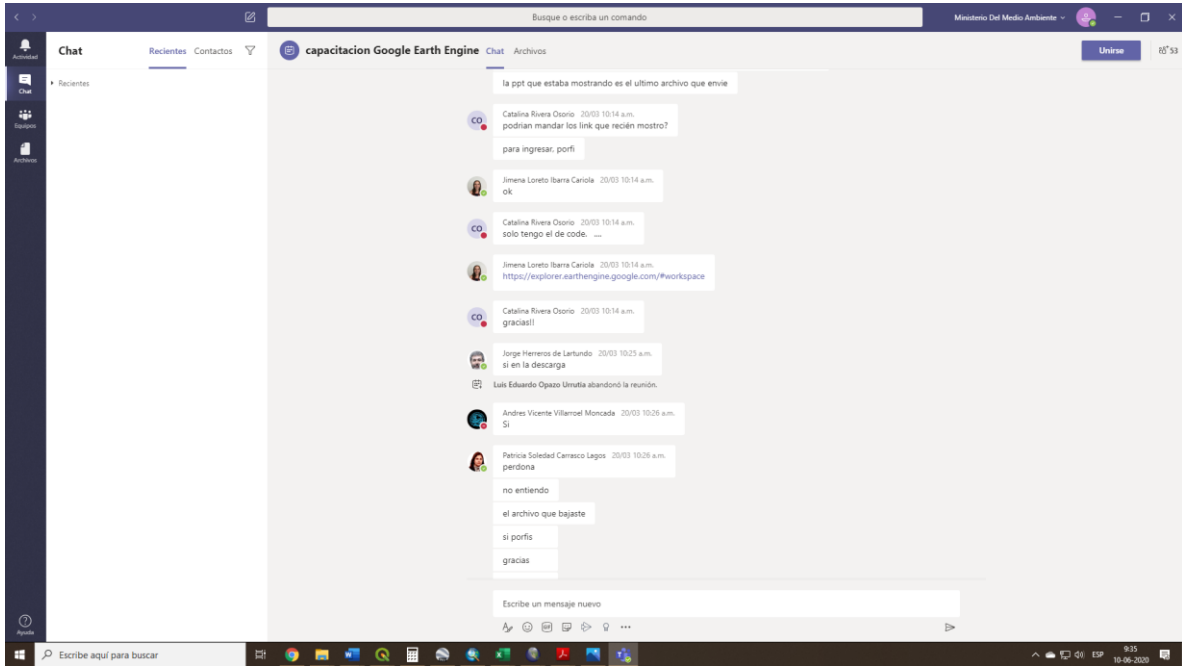 Busque o escriba un comando
Ministerio Del Medio Ambiente
Actividad
Chat
Equipos
Archivos
Ayuda
Chat
Recientes Contactos
Recientes
capacitacion Google Earth Engine Chat Archivos
Unirse
53
la ppt que estaba mostrando es el ultimo archivo que envie
CO
Catalina Rivera Osorio 20/03 10:14 a.m.
podrian mandar los link que recién mostro?
para ingresar, porfi
Jimena Loreto Ibarra Cariola 20/03 10:14 a.m.
ok
CO
Catalina Rivera Osorio 20/03 10:14 a.m.
solo tengo el de code. ....
Jimena Loreto Ibarra Cariola 20/03 10:14 a.m.
https://explorer.earthengine.google.com/#workspace
CO
Catalina Rivera Osorio 20/03 10:14 a.m.
gracias!!
Jorge Herreros de Lartundo 20/03 10:25 a.m.
si en la descarga
Luis Eduardo Opazo Urrutia abandonó la reunión.
Andres Vicente Villarroel Moncada 20/03 10:26 a.m.
Si
Patricia Soledad Carrasco Lagos 20/03 10:26 a.m.
perdona
no entiendo
el archivo que bajaste
si porfis
gracias
Escribe un mensaje nuevo
GIF
Escribe aquí para buscar
ESP
9:35
10-06-2020